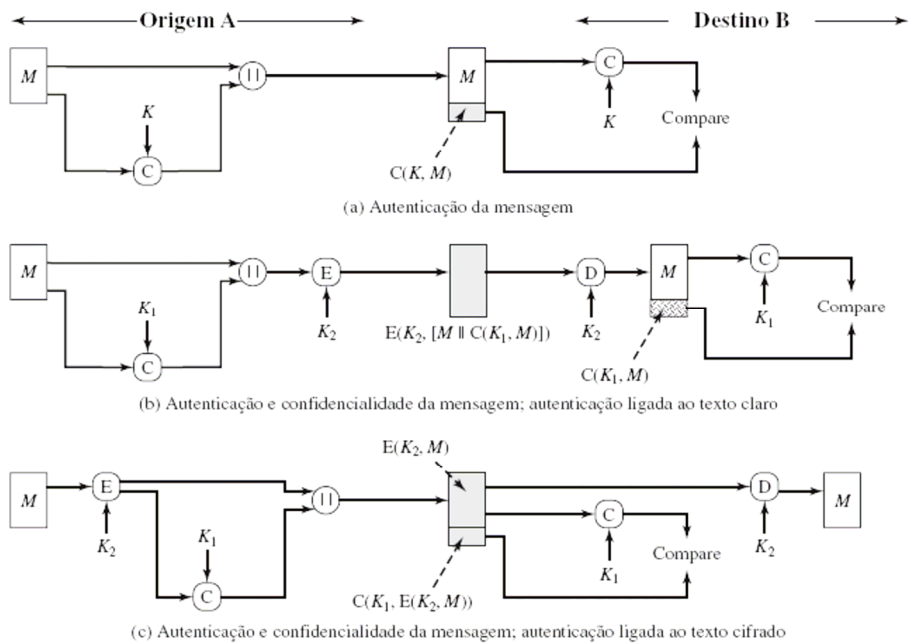 Origem A Destino B
M || M C
K K Compare
C
C(K, M)
(a) Autenticação da mensagem
M || E D M C
K₁ K₂ K₂ K₁ Compare
C E(K₂, [M || C(K₁, M)])
C(K₁, M)
(b) Autenticação e confidencialidade da mensagem; autenticação ligada ao texto claro
E(K₂, M)
M E || D M
C
K₂ K₁ K₁ Compare K₂
C
C(K₁, E(K₂, M))
(c) Autenticação e confidencialidade da mensagem; autenticação ligada ao texto cifrado